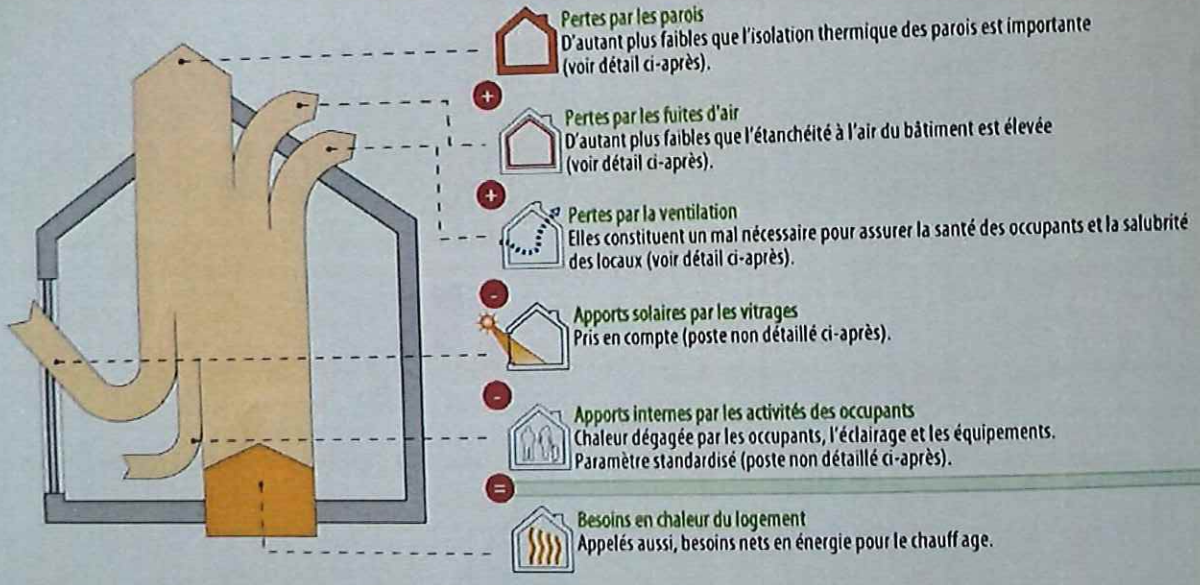 Pertes par les parois
D'autant plus faibles que l'isolation thermique des parois est importante
(voir détail ci-après).
+
Pertes par les fuites d'air
D'autant plus faibles que l'étanchéité à l'air du bâtiment est élevée
(voir détail ci-après).
+
Pertes par la ventilation
Elles constituent un mal nécessaire pour assurer la santé des occupants et la salubrité
des locaux (voir détail ci-après).
-
Apports solaires par les vitrages
Pris en compte (poste non détaillé ci-après).
-
Apports internes par les activités des occupants
Chaleur dégagée par les occupants, l'éclairage et les équipements.
Paramètre standardisé (poste non détaillé ci-après).
=
Besoins en chaleur du logement
Appelés aussi, besoins nets en énergie pour le chauff age.